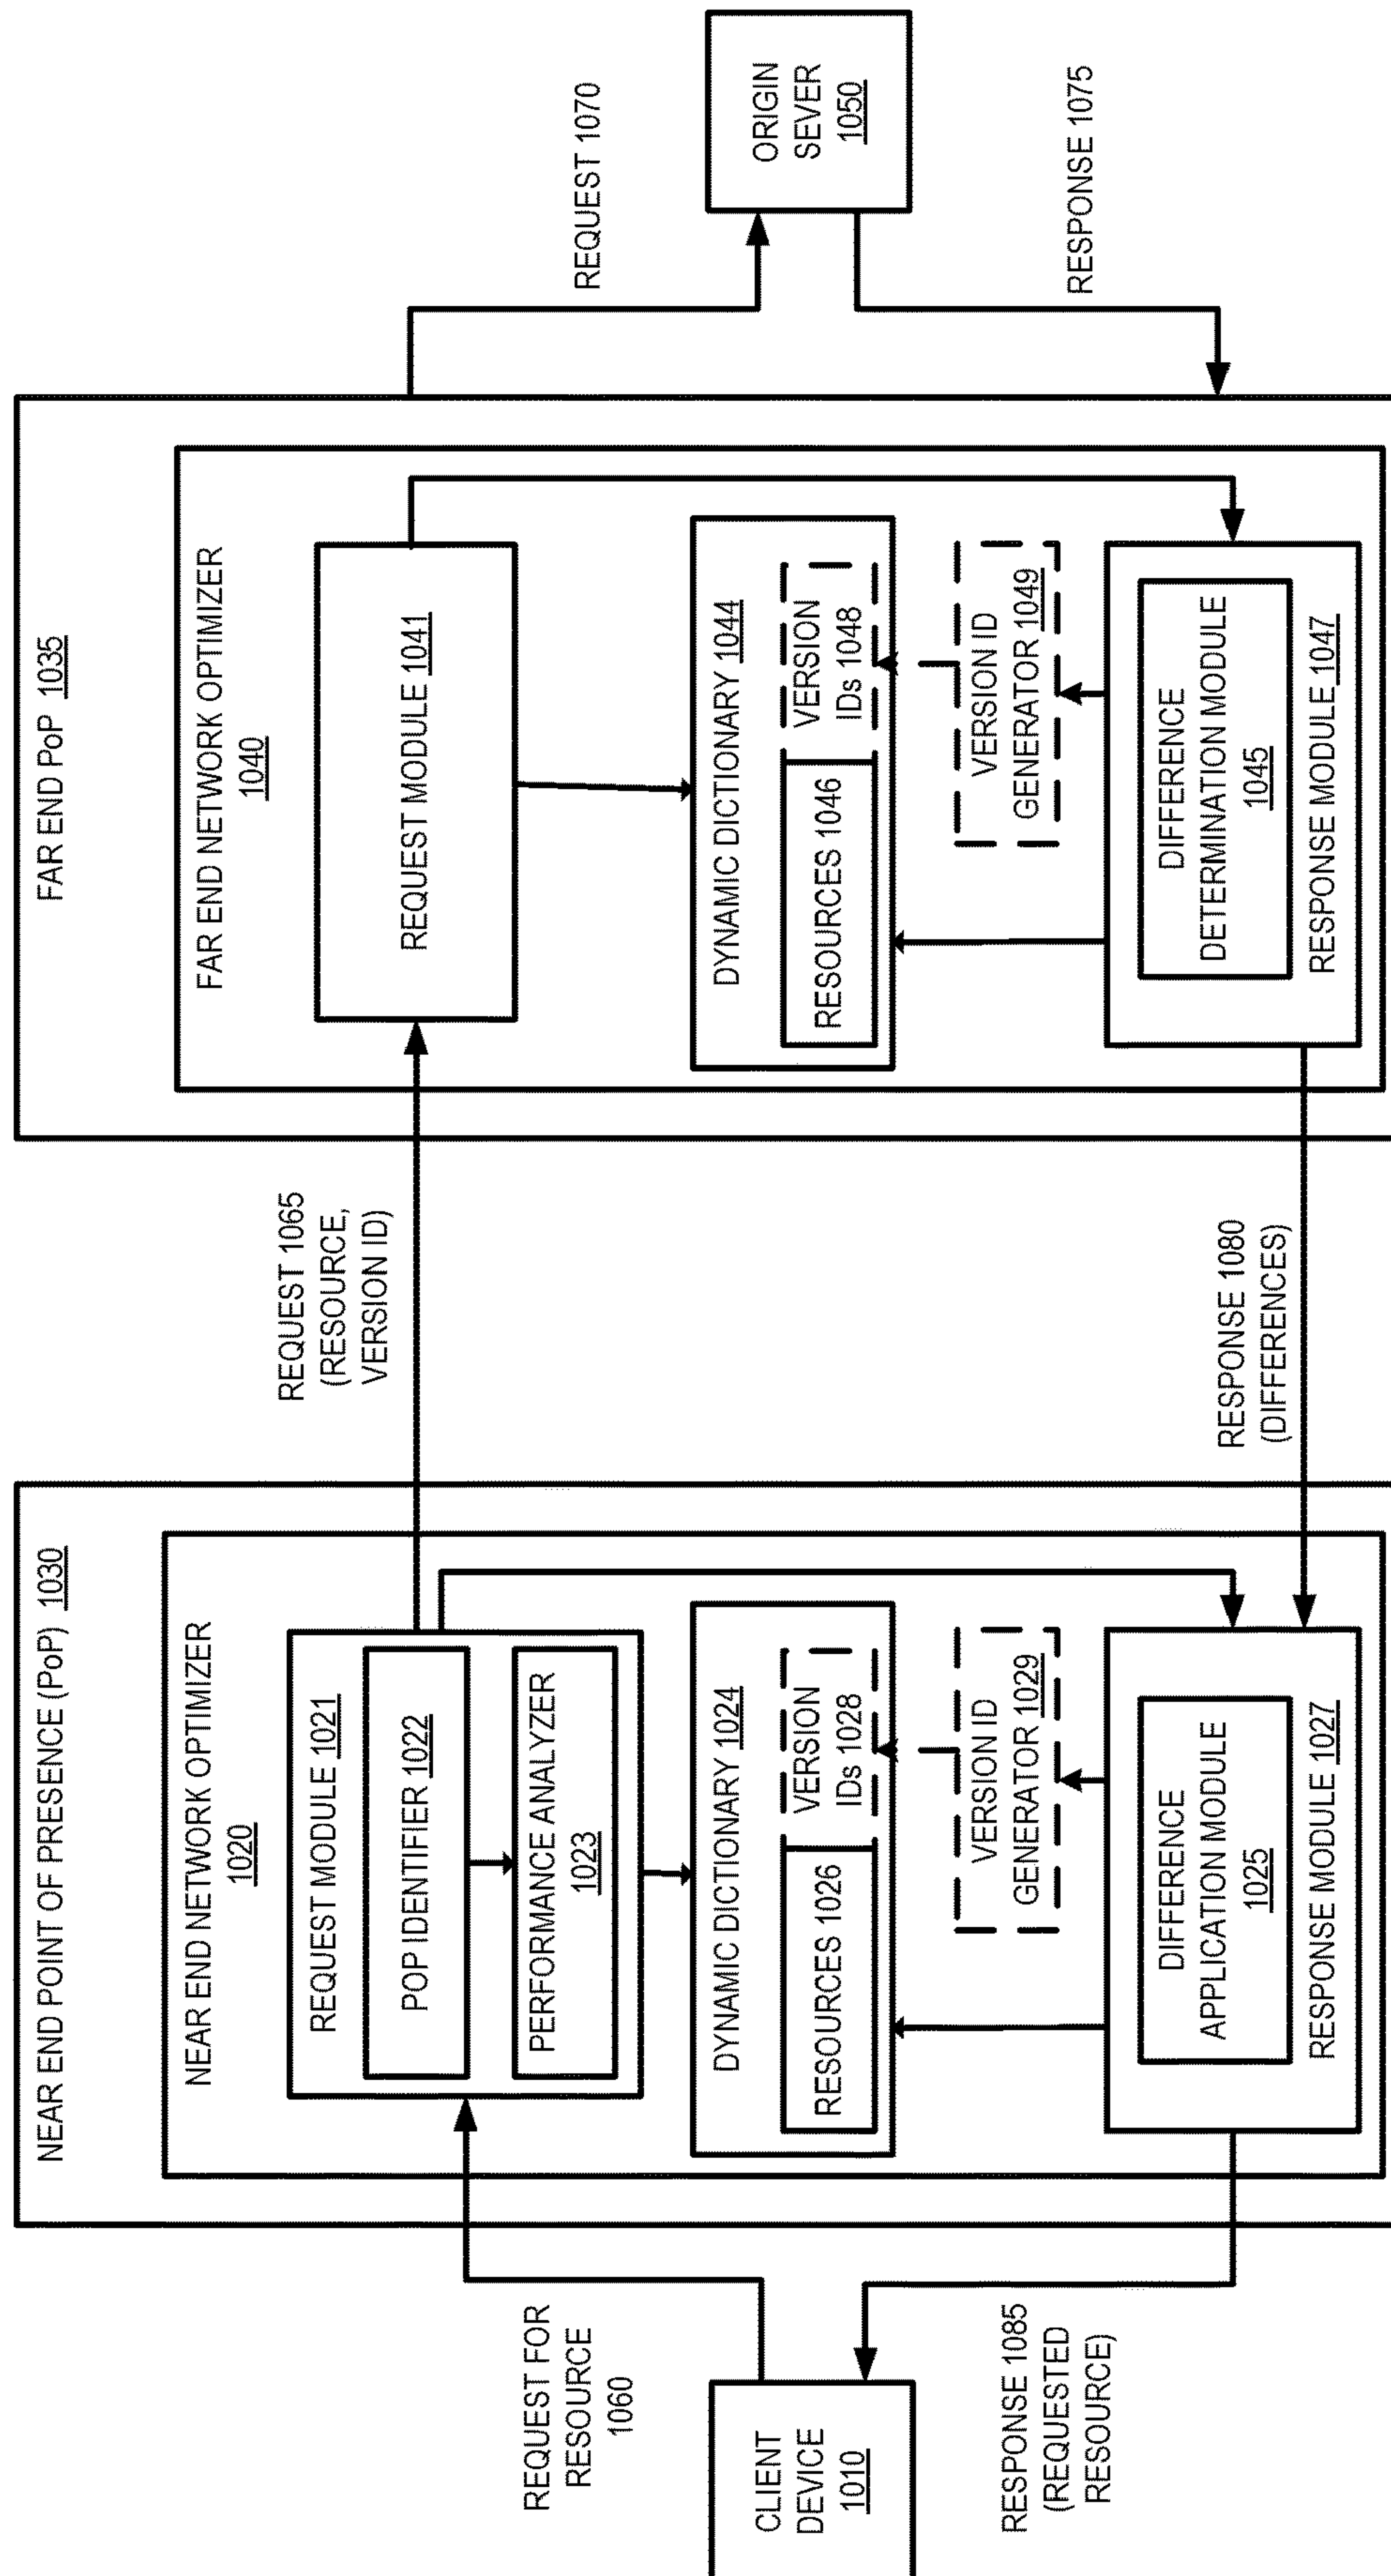 CLIENT
DEVICE
1010
REQUEST FOR
RESOURCE
1060
RESPONSE 1085
(REQUESTED
RESOURCE)
NEAR END POINT OF PRESENCE (PoP) 1030
NEAR END NETWORK OPTIMIZER
1020
REQUEST MODULE 1021
POP IDENTIFIER 1022
PERFORMANCE ANALYZER
1023
DYNAMIC DICTIONARY 1024
RESOURCES 1026
VERSION
IDs 1028
VERSION ID
GENERATOR 1029
DIFFERENCE
APPLICATION MODULE
1025
RESPONSE MODULE 1027
REQUEST 1065
(RESOURCE,
VERSION ID)
RESPONSE 1080
(DIFFERENCES)
FAR END PoP 1035
FAR END NETWORK OPTIMIZER
1040
REQUEST MODULE 1041
DYNAMIC DICTIONARY 1044
RESOURCES 1046
VERSION
IDs 1048
VERSION ID
GENERATOR 1049
DIFFERENCE
DETERMINATION MODULE
1045
RESPONSE MODULE 1047
REQUEST 1070
RESPONSE 1075
ORIGIN
SEVER
1050